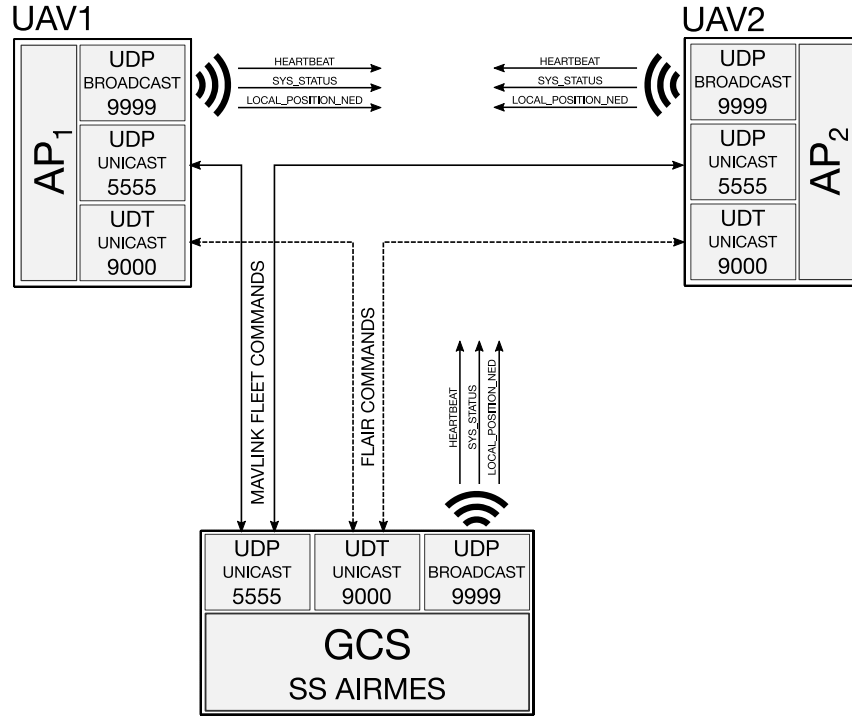 UAV1
AP1
UDP
BROADCAST
9999
UDP
UNICAST
5555
UDT
UNICAST
9000
HEARTBEAT
SYS_STATUS
LOCAL_POSITION_NED
UAV2
HEARTBEAT
SYS_STATUS
LOCAL_POSITION_NED
UDP
BROADCAST
9999
UDP
UNICAST
5555
UDT
UNICAST
9000
AP2
MAVLINK FLEET COMMANDS
FLAIR COMMANDS
HEARTBEAT
SYS_STATUS
LOCAL_POSITION_NED
UDP
UNICAST
5555
UDT
UNICAST
9000
UDP
BROADCAST
9999
GCS
SS AIRMES